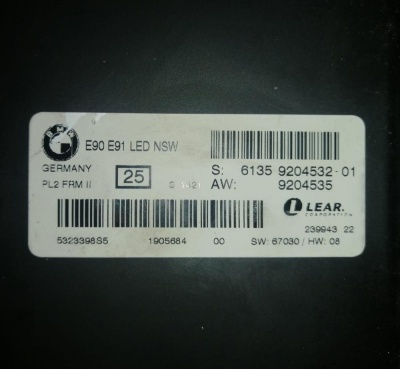 BMW
E90 E91 LED NSW
GERMANY
PL2 FRM II
25
S: 6135 9204532-01
AW: 9204535
LEAR.
CORPORATION
239943 22
5323398S5 1905684 00 SW: 67030 / HW: 08